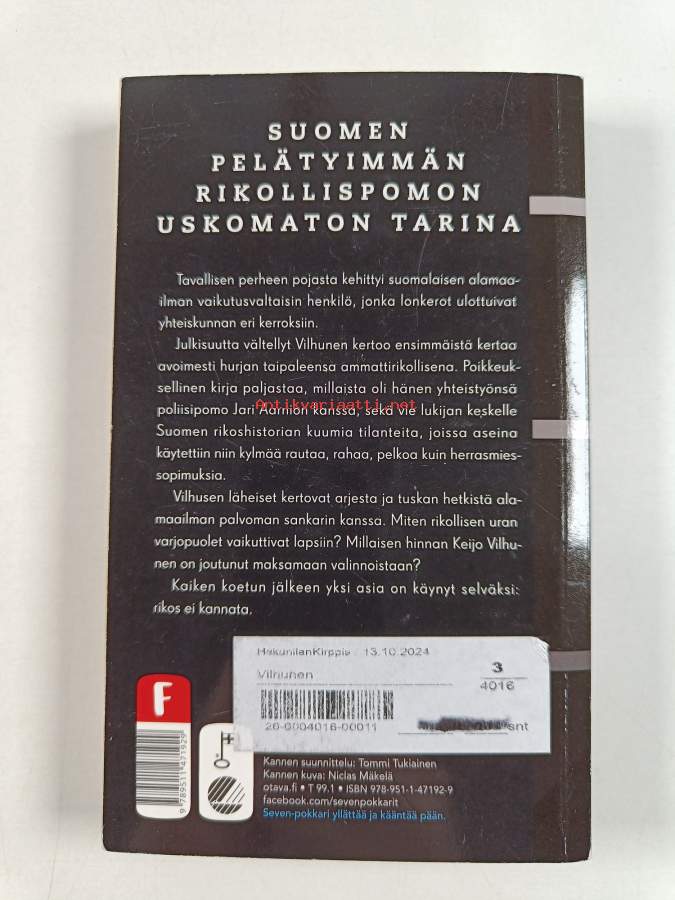 SUOMEN
PELÄTYIMMÄN
RIKOLLISPOMON
USKOMATON TARINA
Tavallisen perheen pojasta kehittyi suomalaisen alamaa-
ilman vaikutusvaltaisin henkilö, jonka lonkerot ulottuivat
yhteiskunnan eri kerroksiin.
Julkisuutta vältellyt Vilhunen kertoo ensimmäistä kertaa
avoimesti hurjan taipaleensa ammattirikollisena. Poikkeuk-
sellinen kirja paljastaa, millaista oli hänen yhteistyönsä
Antikvariaatti.net
poliisipomo Jari Aarnion kanssa, sekä vie lukijan keskelle
Suomen rikoshistorian kuumia tilanteita, joissa aseina
käytettiin niin kylmää rautaa, rahaa, pelkoa kuin herrasmies-
sopimuksia.
Vilhusen läheiset kertovat arjesta ja tuskan hetkistä ala-
maailman palvoman sankarin kanssa. Miten rikollisen uran
varjopuolet vaikuttivat lapsiin? Millaisen hinnan Keijo Vilhu-
nen on joutunut maksamaan valinnoistaan?
Kaiken koetun jälkeen yksi asia on käynyt selväksi:
rikos ei kannata.
HakunilanKirppis 13.10.2024
Vilhunen
3
4016
20-0004016-00011
snt
F
9 789511 471929
Kannen suunnittelu: Tommi Tukiainen
Kannen kuva: Niclas Mäkelä
otava.fi • T 99.1 • ISBN 978-951-1-47192-9
facebook.com/sevenpokkarit
Seven-pokkari yllättää ja kääntää pään.